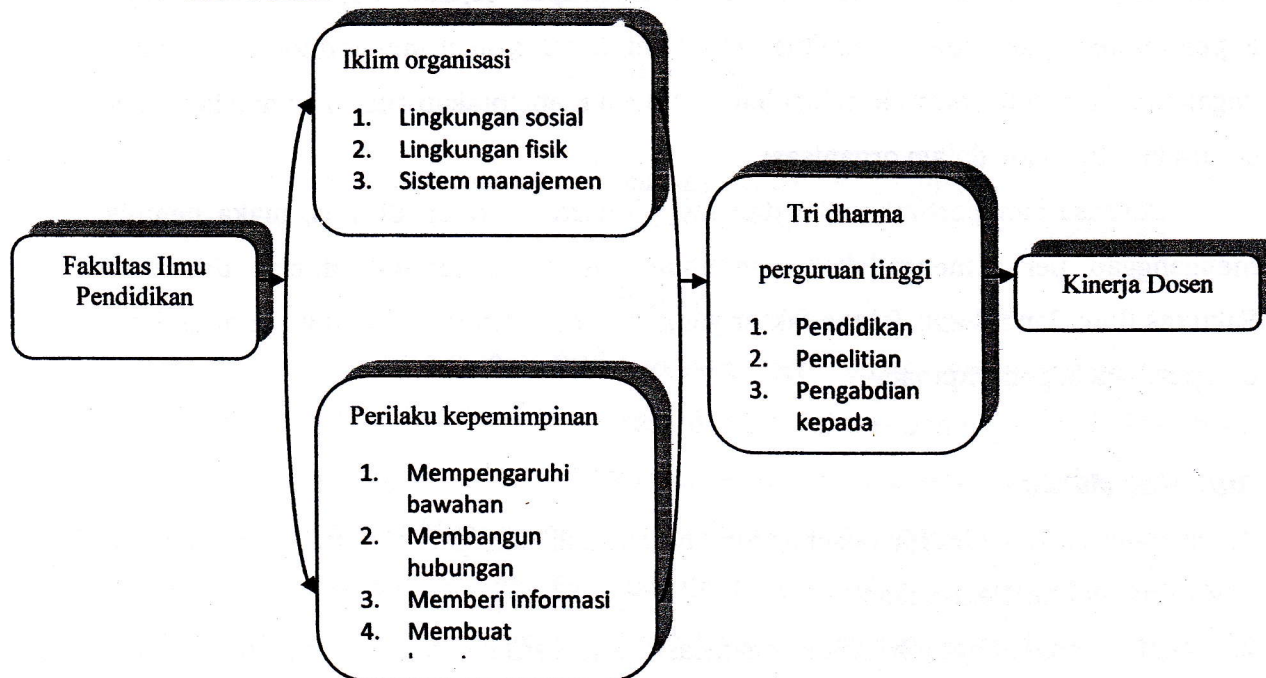 Iklim organisasi
1. Lingkungan sosial
2. Lingkungan fisik
3. Sistem manajemen
Fakultas Ilmu
Pendidikan
Perilaku kepemimpinan
1. Mempengaruhi
bawahan
2. Membangun
hubungan
3. Memberi informasi
4. Membuat
Tri dharma
perguruan tinggi
1. Pendidikan
2. Penelitian
3. Pengabdian
kepada
Kinerja Dosen